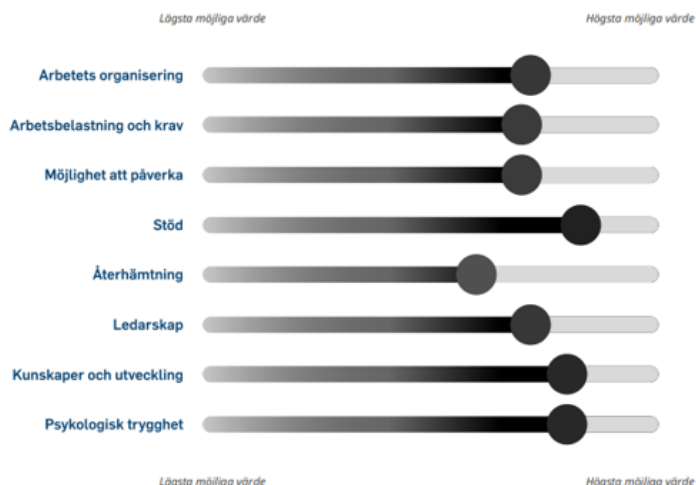 Lägsta möjliga värde Högsta möjliga värde
Arbetets organisering
Arbetsbelastning och krav
Möjlighet att påverka
Stöd
Återhämtning
Ledarskap
Kunskaper och utveckling
Psykologisk trygghet
Lägsta möjliga värde Högsta möjliga värde